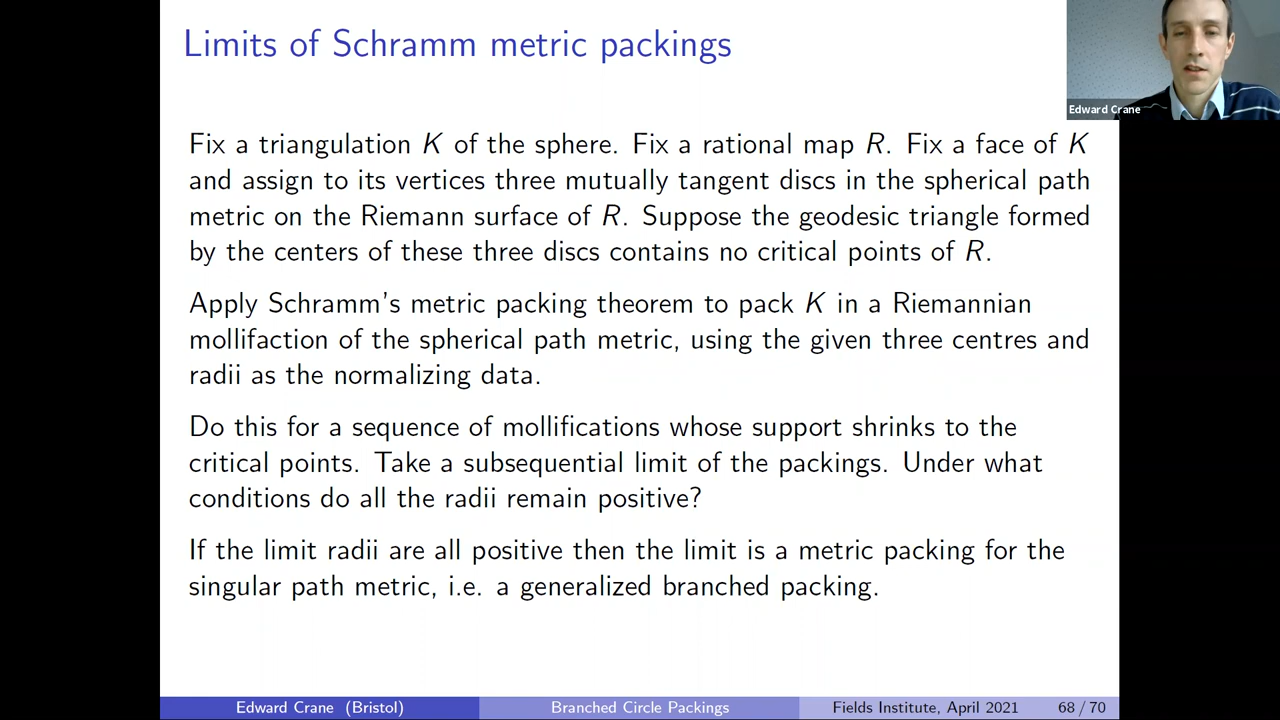 Limits of Schramm metric packings
Edward Crane
Fix a triangulation K of the sphere. Fix a rational map R. Fix a face of K
and assign to its vertices three mutually tangent discs in the spherical path
metric on the Riemann surface of R. Suppose the geodesic triangle formed
by the centers of these three discs contains no critical points of R.
Apply Schramm's metric packing theorem to pack K in a Riemannian
mollifaction of the spherical path metric, using the given three centres and
radii as the normalizing data.
Do this for a sequence of mollifications whose support shrinks to the
critical points. Take a subsequential limit of the packings. Under what
conditions do all the radii remain positive?
If the limit radii are all positive then the limit is a metric packing for the
singular path metric, i.e. a generalized branched packing.
Edward Crane (Bristol) Branched Circle Packings Fields Institute, April 2021 68 / 70